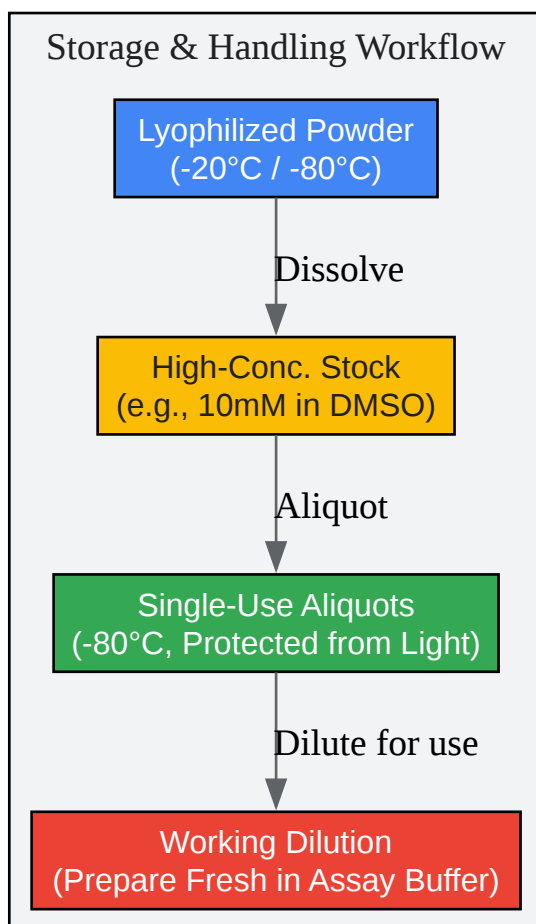 Storage & Handling Workflow
Lyophilized Powder
(-20°C / -80°C)
Dissolve
High-Conc. Stock
(e.g., 10mM in DMSO)
Aliquot
Single-Use Aliquots
(-80°C, Protected from Light)
Dilute for use
Working Dilution
(Prepare Fresh in Assay Buffer)